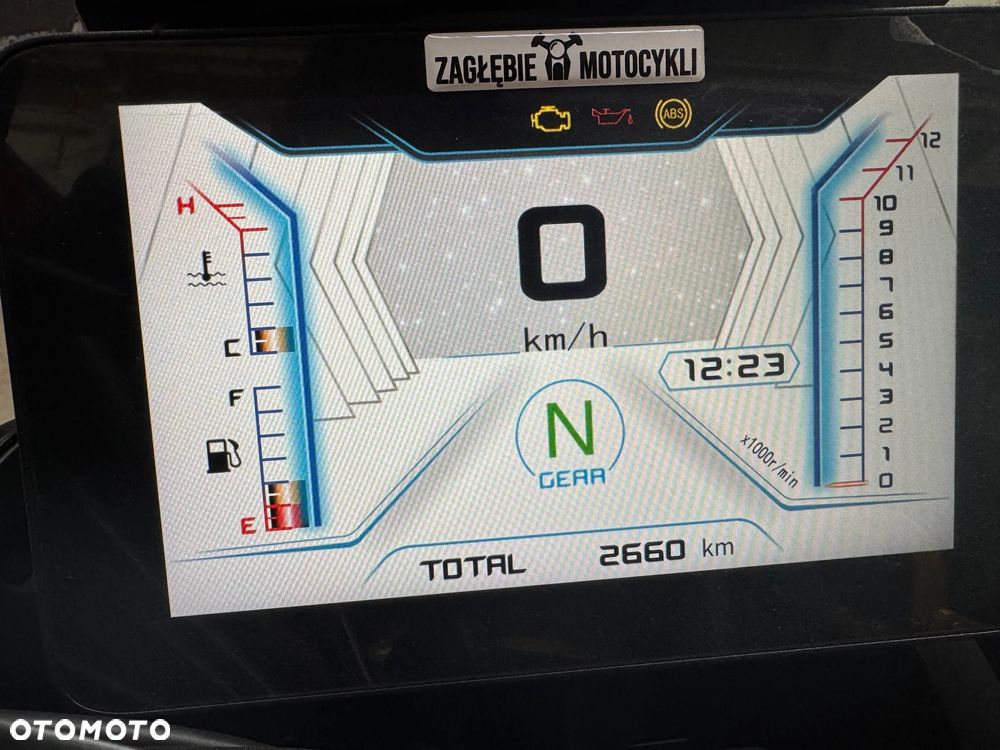 ZAGŁĘBIE MOTOCYKLI
ABS
H
C
F
E
0
km/h
12:23
N
GEAR
12
11
10
9
8
7
6
5
4
3
2
1
0
x1000r/min
TOTAL 2660 km
OTOMOTO